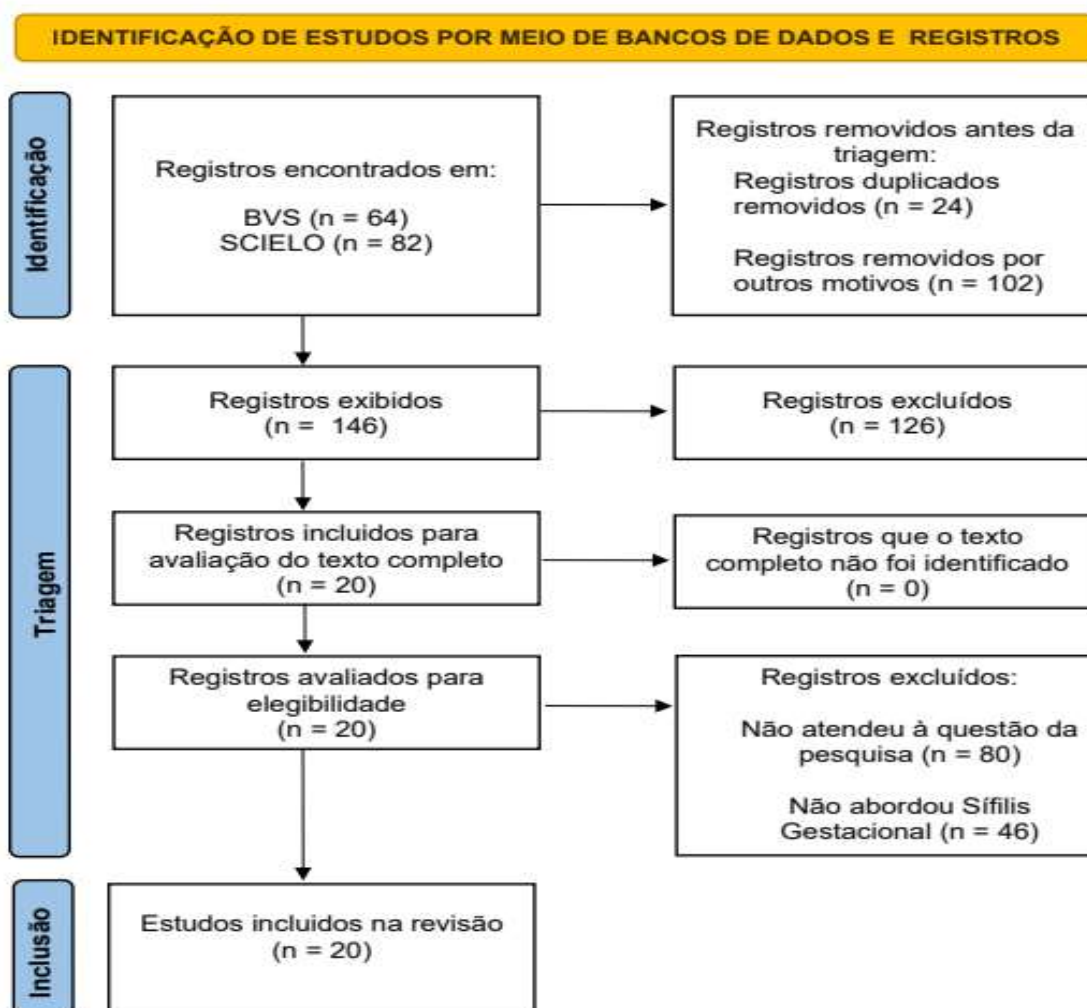 IDENTIFICAÇÃO DE ESTUDOS POR MEIO DE BANCOS DE DADOS E REGISTROS
Identificação
Registros encontrados em:
BVS (n = 64)
SCIELO (n = 82)
Registros removidos antes da
triagem:
Registros duplicados
removidos (n = 24)
Registros removidos por
outros motivos (n = 102)
Triagem
Registros exibidos
(n = 146)
Registros excluídos
(n = 126)
Registros incluidos para
avaliação do texto completo
(n = 20)
Registros que o texto
completo não foi identificado
(n = 0)
Registros avaliados para
elegibilidade
(n = 20)
Registros excluídos:
Não atendeu à questão da
pesquisa (n = 80)
Não abordou Sífilis
Gestacional (n = 46)
Inclusão
Estudos incluidos na revisão
(n = 20)